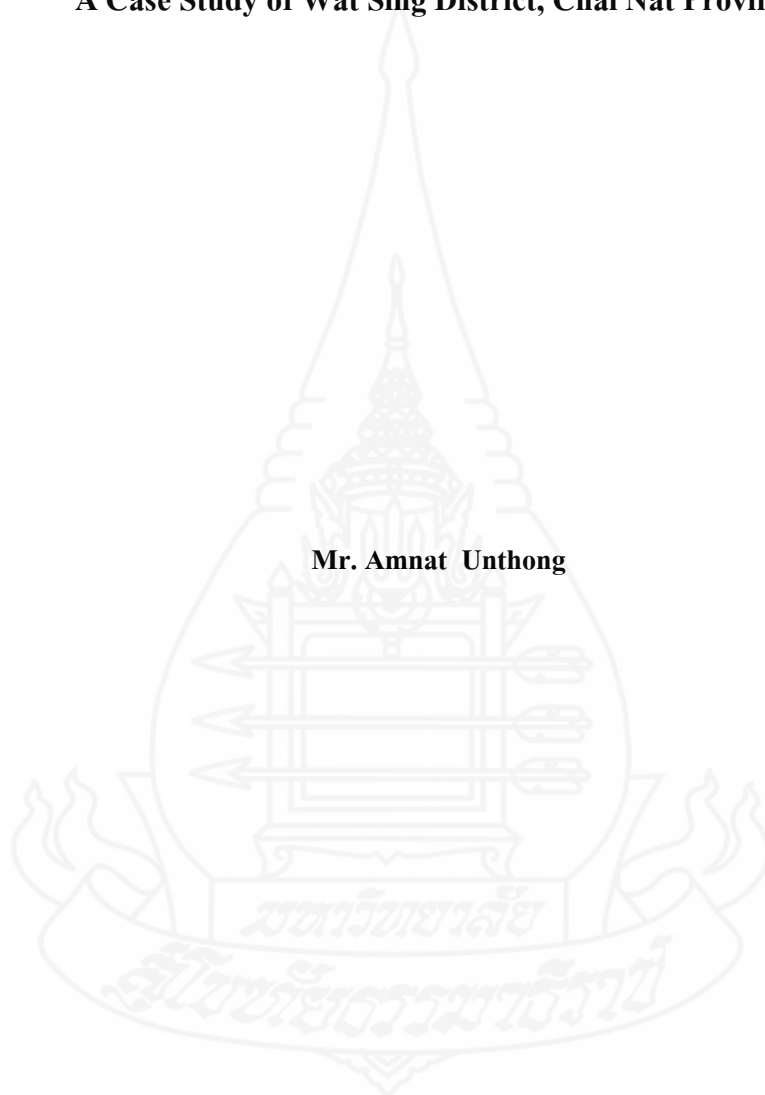 A Case Study of Wat Sing District, Chai Nat Provin
Mr. Amnat Unthong
มหาวิทยาลัย
สุโขทัยธรรมาธิราช